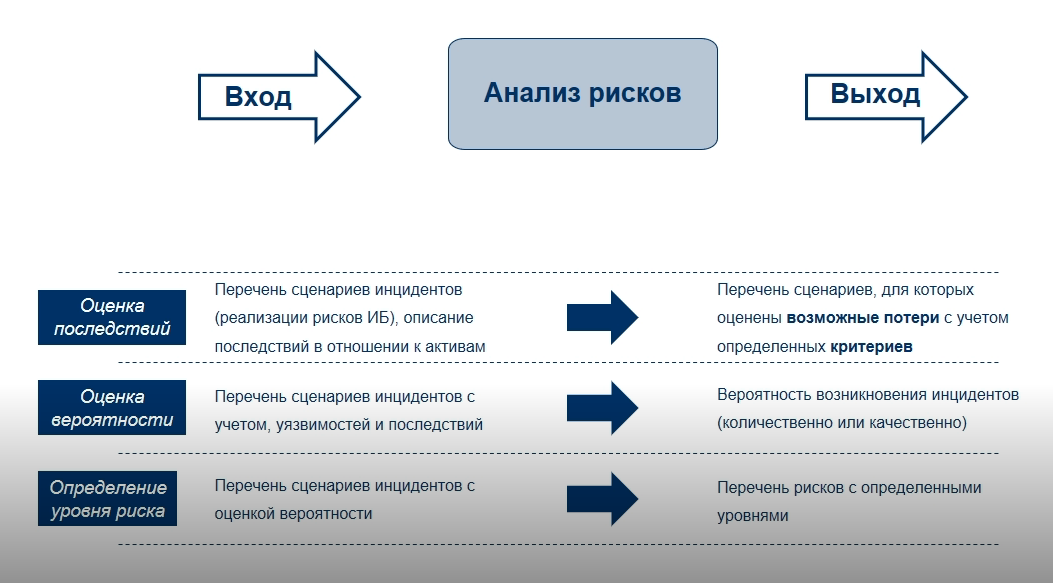 Вход
Анализ рисков
Выход
Оценка
последствий
Перечень сценариев инцидентов
(реализации рисков ИБ), описание
последствий в отношении к активам
Перечень сценариев, для которых
оценены возможные потери с учетом
определенных критериев
Оценка
вероятности
Перечень сценариев инцидентов с
учетом, уязвимостей и последствий
Вероятность возникновения инцидентов
(количественно или качественно)
Определение
уровня риска
Перечень сценариев инцидентов с
оценкой вероятности
Перечень рисков с определенными
уровнями